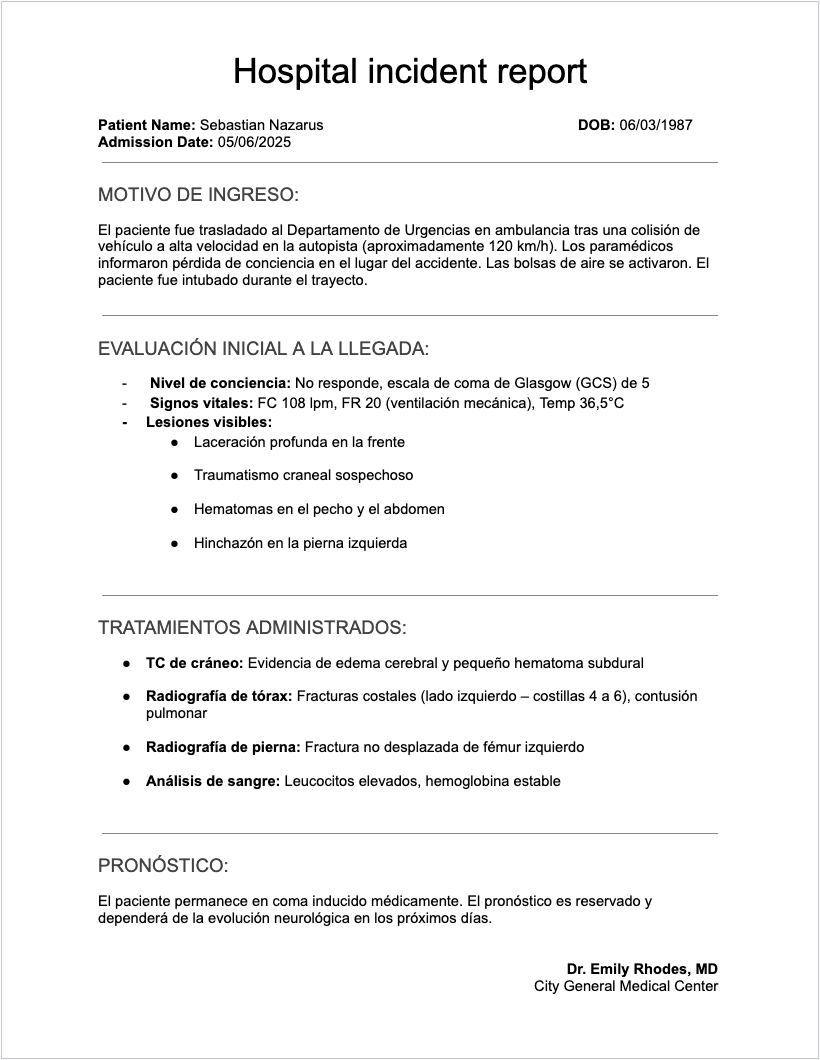 Hospital incident report
Patient Name: Sebastian Nazarus DOB: 06/03/1987
Admission Date: 05/06/2025
MOTIVO DE INGRESO:
El paciente fue trasladado al Departamento de Urgencias en ambulancia tras una colisión de
vehículo a alta velocidad en la autopista (aproximadamente 120 km/h). Los paramédicos
informaron pérdida de conciencia en el lugar del accidente. Las bolsas de aire se activaron. El
paciente fue intubado durante el trayecto.
EVALUACIÓN INICIAL A LA LLEGADA:
- Nivel de conciencia: No responde, escala de coma de Glasgow (GCS) de 5
- Signos vitales: FC 108 lpm, FR 20 (ventilación mecánica), Temp 36,5°C
- Lesiones visibles:
● Laceración profunda en la frente
● Traumatismo craneal sospechoso
● Hematomas en el pecho y el abdomen
● Hinchazón en la pierna izquierda
TRATAMIENTOS ADMINISTRADOS:
● TC de cráneo: Evidencia de edema cerebral y pequeño hematoma subdural
● Radiografía de tórax: Fracturas costales (lado izquierdo – costillas 4 a 6), contusión
pulmonar
● Radiografía de pierna: Fractura no desplazada de fémur izquierdo
● Análisis de sangre: Leucocitos elevados, hemoglobina estable
PRONÓSTICO:
El paciente permanece en coma inducido médicamente. El pronóstico es reservado y
dependerá de la evolución neurológica en los próximos días.
Dr. Emily Rhodes, MD
City General Medical Center